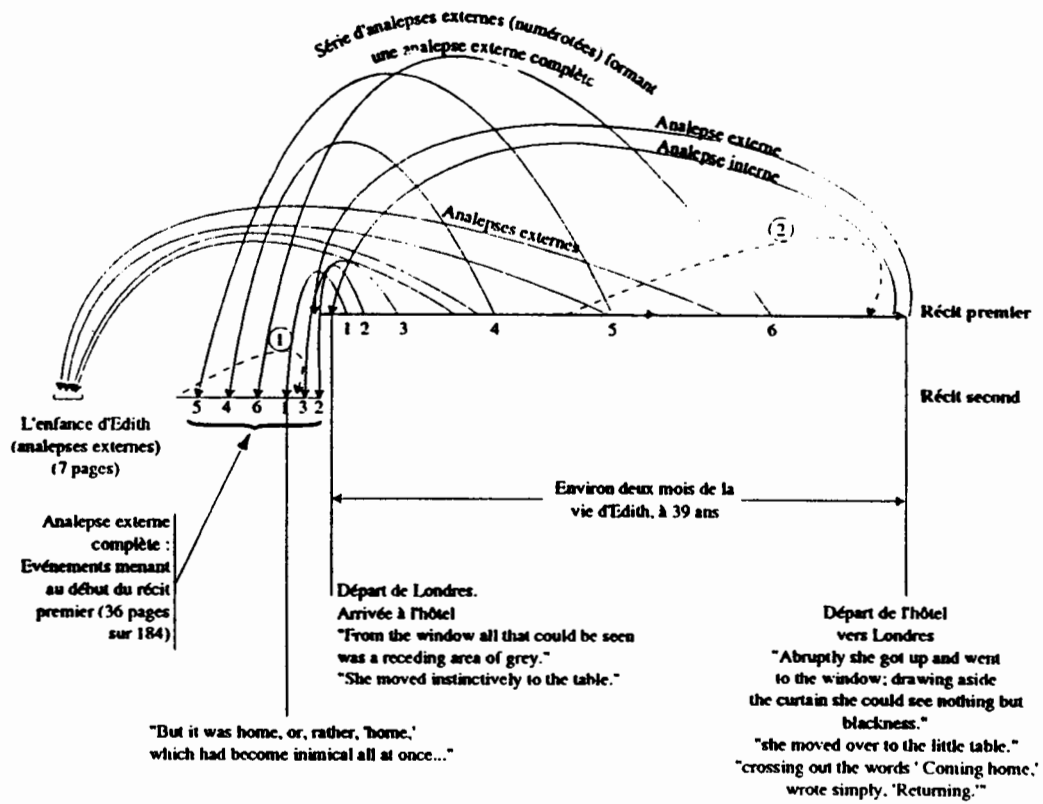 Série d'analepses externes (numérotées) formant
une analepse externe complète
Analepse externe
Analepse interne
Analepses externes
2
1 2 3 4 5 6
Récit premier
1
5 4 6 1 3 2
Récit second
L'enfance d'Edith
(analepses externes)
(7 pages)
Environ deux mois de la
vie d'Edith, à 39 ans
Analepse externe
complète :
Evénements menant
au début du récit
premier (36 pages
sur 184)
Départ de Londres.
Arrivée à l'hôtel
"From the window all that could be seen
was a receding area of grey."
"She moved instinctively to the table."
Départ de l'hôtel
vers Londres
"Abruptly she got up and went
to the window; drawing aside
the curtain she could see nothing but
blackness."
"she moved over to the little table."
"crossing out the words ' Coming home,'
wrote simply, 'Returning.'"
"But it was home, or, rather, 'home,'
which had become inimical all at once..."